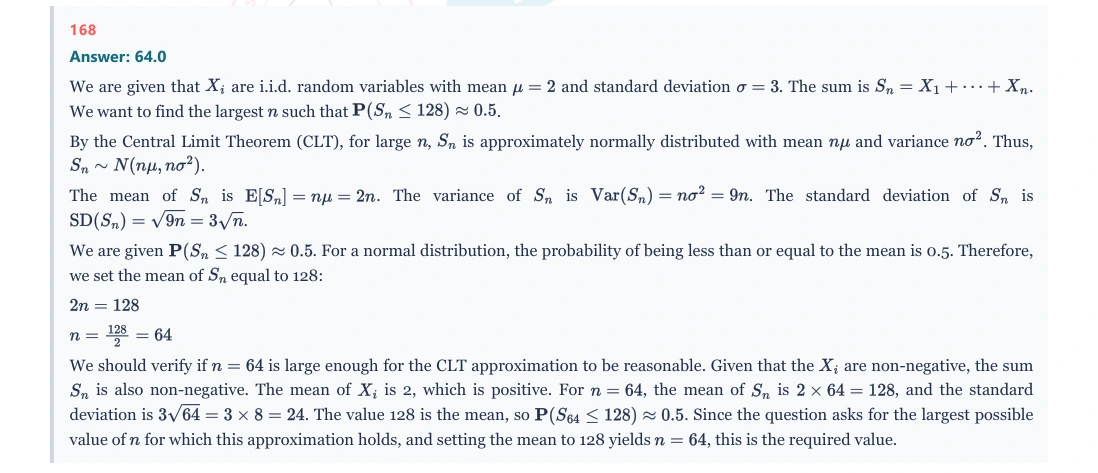 168
Answer: 64.0
We are given that Xᵢ are i.i.d. random variables with mean μ = 2 and standard deviation σ = 3. The sum is Sₙ = X₁ + ⋯ + Xₙ.
We want to find the largest n such that P(Sₙ ≤ 128) ≈ 0.5.
By the Central Limit Theorem (CLT), for large n, Sₙ is approximately normally distributed with mean nμ and variance nσ². Thus,
Sₙ ∼ N(nμ, nσ²).
The mean of Sₙ is E[Sₙ] = nμ = 2n. The variance of Sₙ is Var(Sₙ) = nσ² = 9n. The standard deviation of Sₙ is
SD(Sₙ) = √9n = 3√n.
We are given P(Sₙ ≤ 128) ≈ 0.5. For a normal distribution, the probability of being less than or equal to the mean is 0.5. Therefore,
we set the mean of Sₙ equal to 128:
2n = 128
n = 128/2 = 64
We should verify if n = 64 is large enough for the CLT approximation to be reasonable. Given that the Xᵢ are non-negative, the sum
Sₙ is also non-negative. The mean of Xᵢ is 2, which is positive. For n = 64, the mean of Sₙ is 2 × 64 = 128, and the standard
deviation is 3√64 = 3 × 8 = 24. The value 128 is the mean, so P(S₆₄ ≤ 128) ≈ 0.5. Since the question asks for the largest possible
value of n for which this approximation holds, and setting the mean to 128 yields n = 64, this is the required value.